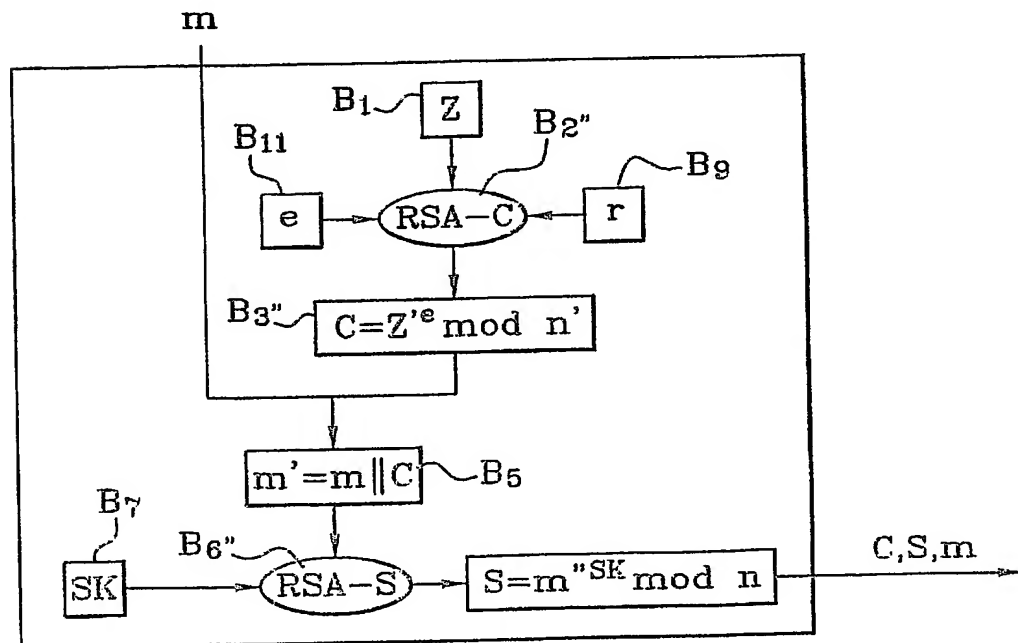 m
B1 Z
B11 B2" B9
e RSA-C r
B3" C=Z'e mod n'
m'=m||C B5
B7 B6"
SK RSA-S S=m"SK mod n C,S,m